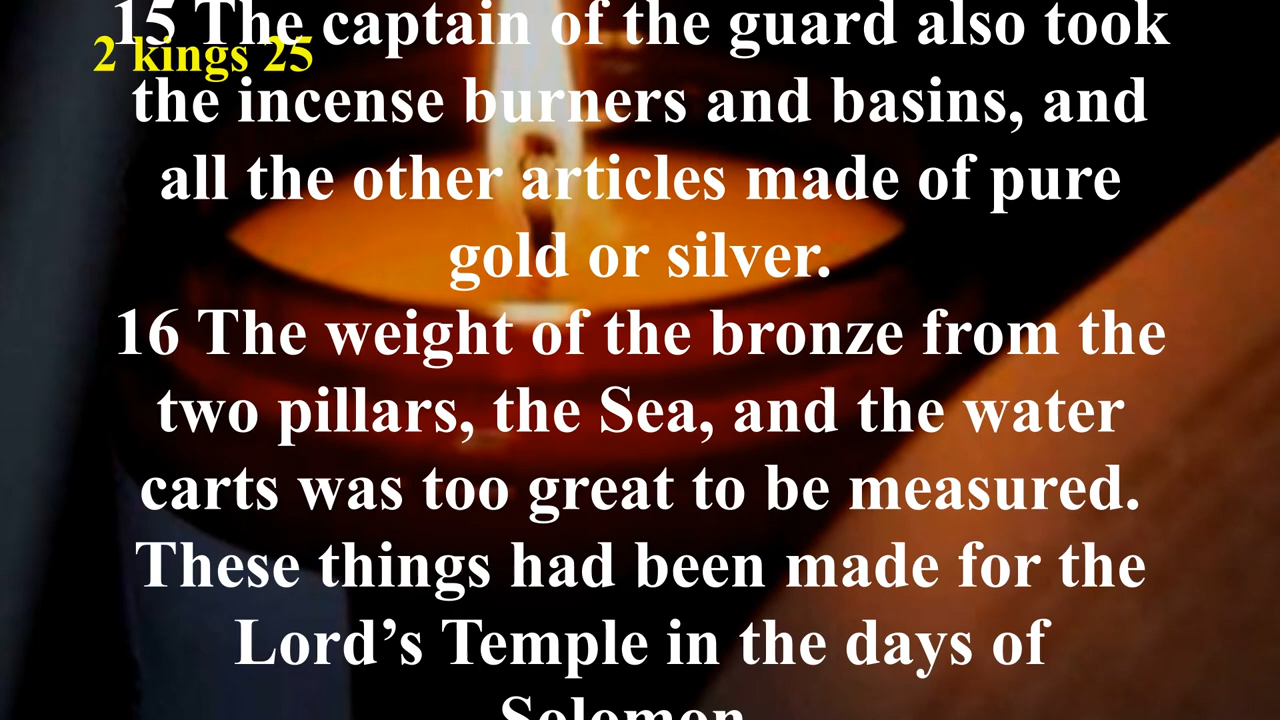 15 The captain of the guard also took
2 kings 25
the incense burners and basins, and
all the other articles made of pure
gold or silver.
16 The weight of the bronze from the
two pillars, the Sea, and the water
carts was too great to be measured.
These things had been made for the
Lord’s Temple in the days of
Solomon